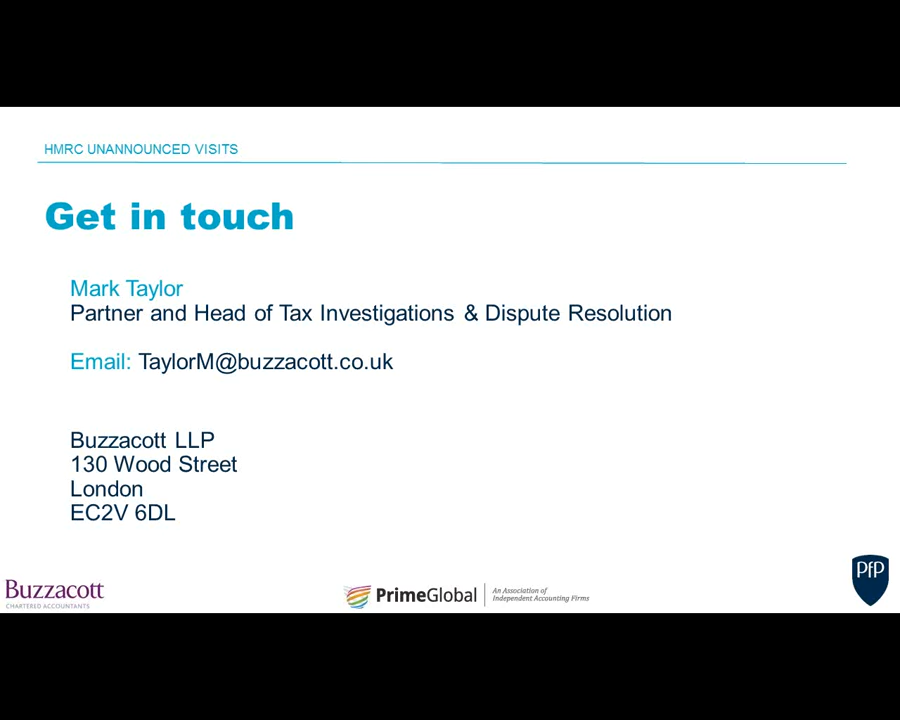 HMRC UNANNOUNCED VISITS
Get in touch
Mark Taylor
Partner and Head of Tax Investigations & Dispute Resolution
Email: TaylorM@buzzacott.co.uk
Buzzacott LLP
130 Wood Street
London
EC2V 6DL
Buzzacott
CHARTERED ACCOUNTANTS
PrimeGlobal
An Association of
Independent Accounting Firms
PfP